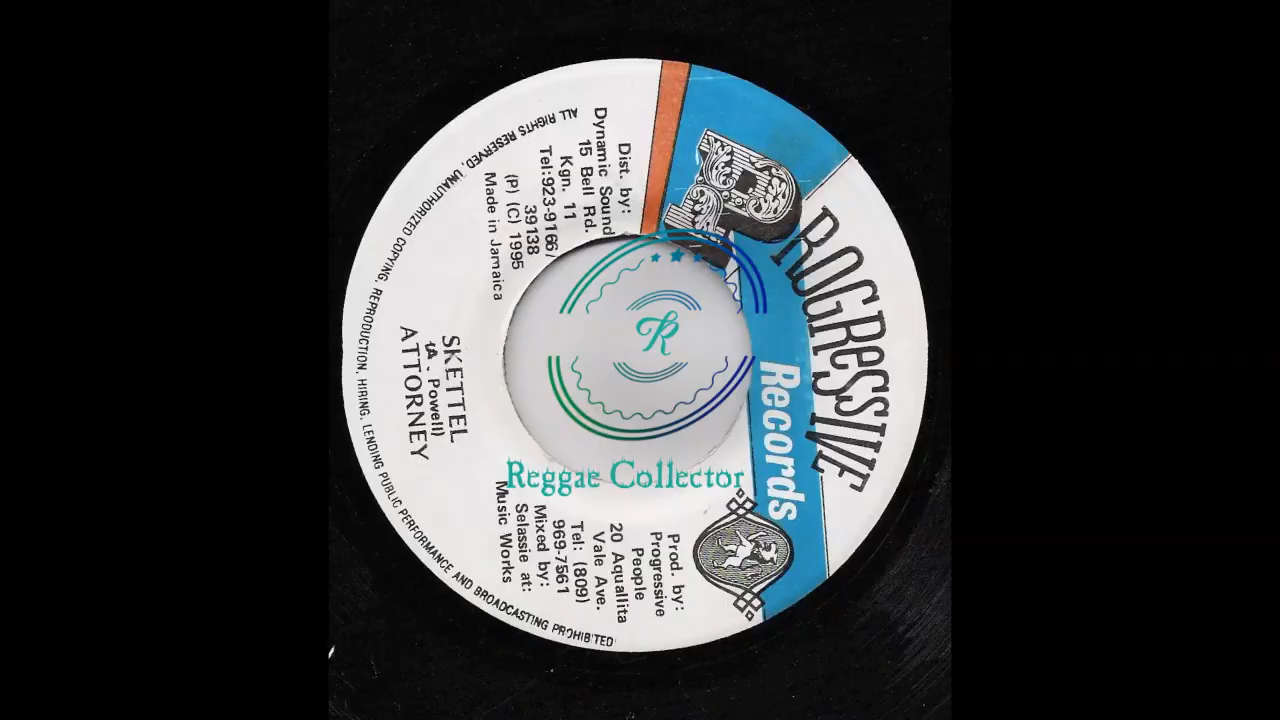 PROGRESSIVE
Records
Dist. by:
Dynamic Sound
15 Bell Rd.
Kgn. 11
Tel:923-9166/
39138
(P) (C) 1995
Made in Jamaica
Prod. by:
Progressive
People
20 Aquallita
Vale Ave.
Tel: (809)
969-7561
Mixed by:
Selassie at:
Music Works
SKETTEL
(A. Powell)
ATTORNEY
ALL RIGHTS RESERVED, UNAUTHORIZED COPYING, REPRODUCTION, HIRING, LENDING PUBLIC PERFORMANCE AND BROADCASTING PROHIBITED
R
Reggae Collector